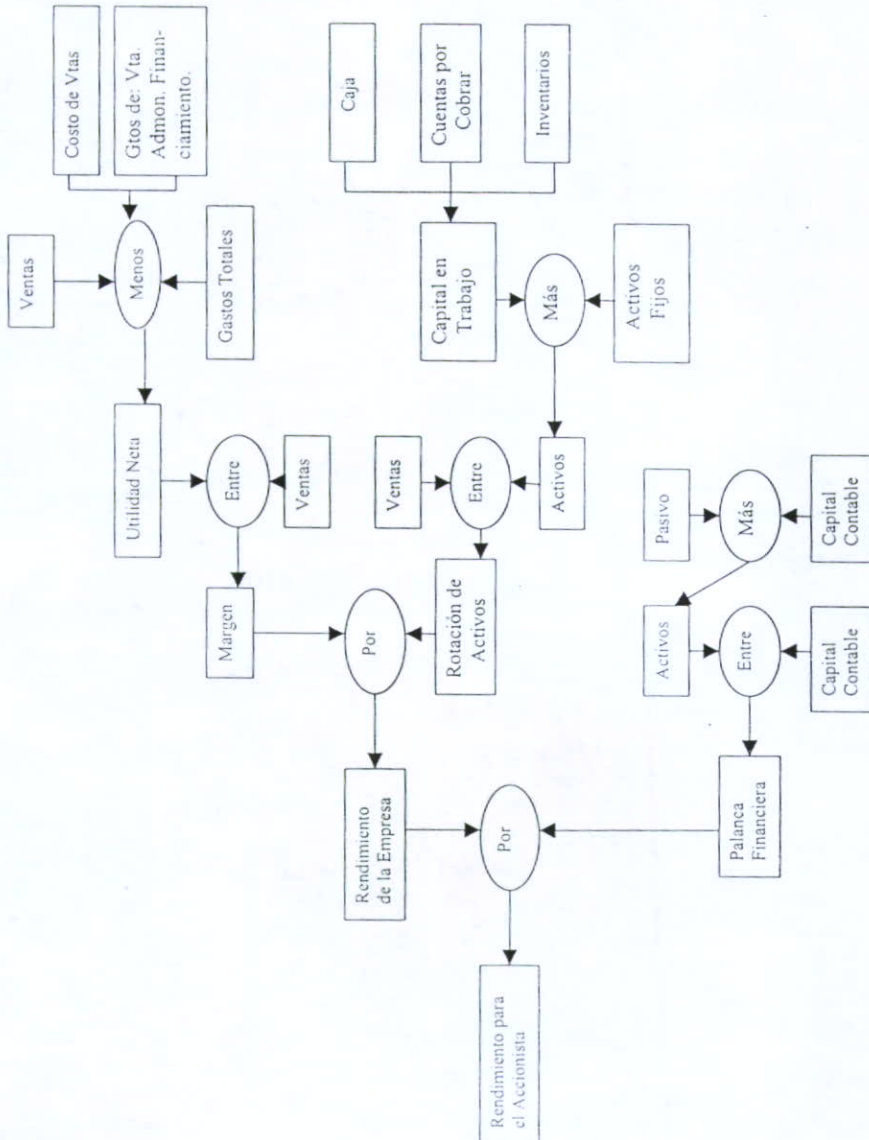 Ventas
Costo de Vtas
Gtos de: Vta.
Admon. Finan-
ciamiento.
Menos
Gastos Totales
Utilidad Neta
Entre
Ventas
Margen
Caja
Cuentas por
Cobrar
Inventarios
Capital en
Trabajo
Más
Activos
Fijos
Ventas
Entre
Activos
Por
Rotación de
Activos
Rendimiento
de la Empresa
Por
Pasivo
Más
Capital
Contable
Activos
Entre
Capital
Contable
Palanca
Financiera
Rendimiento para
el Accionista